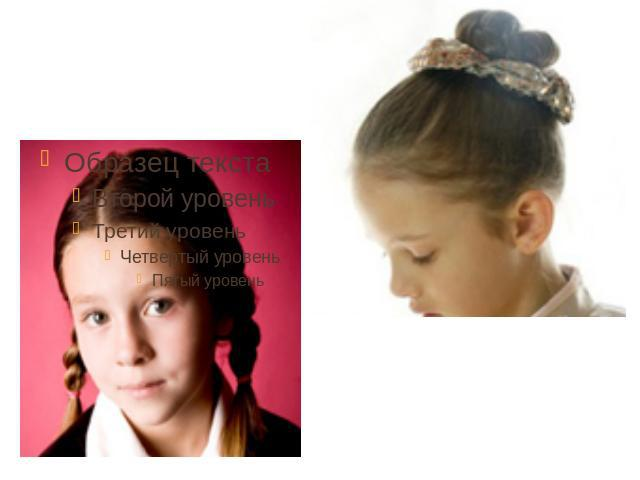 Образец текста
Второй уровень
Третий уровень
Четвертый уровень
Пятый уровень